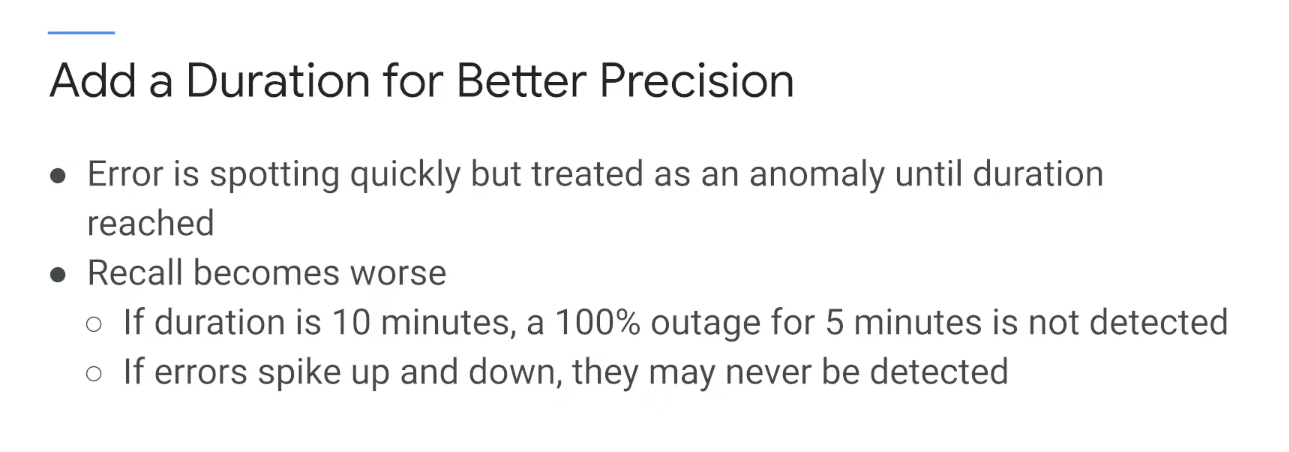 Add a Duration for Better Precision
● Error is spotting quickly but treated as an anomaly until duration
reached
● Recall becomes worse
○ If duration is 10 minutes, a 100% outage for 5 minutes is not detected
○ If errors spike up and down, they may never be detected